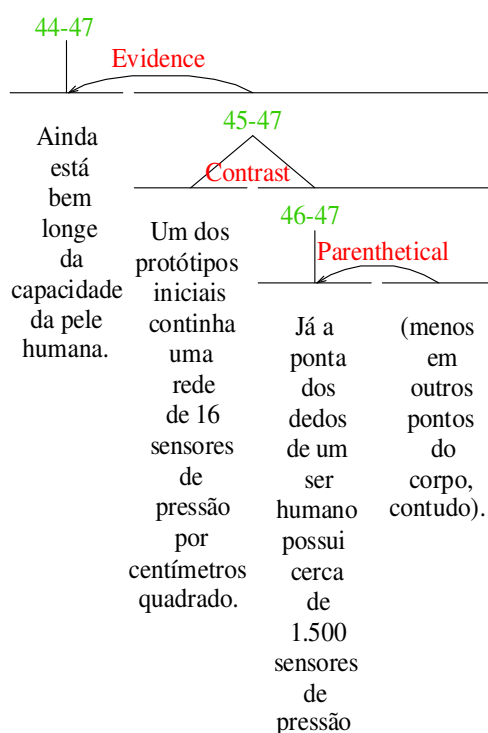 44-47
Evidence
Ainda
está
bem
longe
da
capacidade
da pele
humana.
45-47
Contrast
Um dos
protótipos
iniciais
continha
uma
rede
de 16
sensores
de
pressão
por
centímetros
quadrado.
46-47
Parenthetical
Já a
ponta
dos
dedos
de um
ser
humano
possui
cerca
de
1.500
sensores
de
pressão
(menos
em
outros
pontos
do
corpo,
contudo).